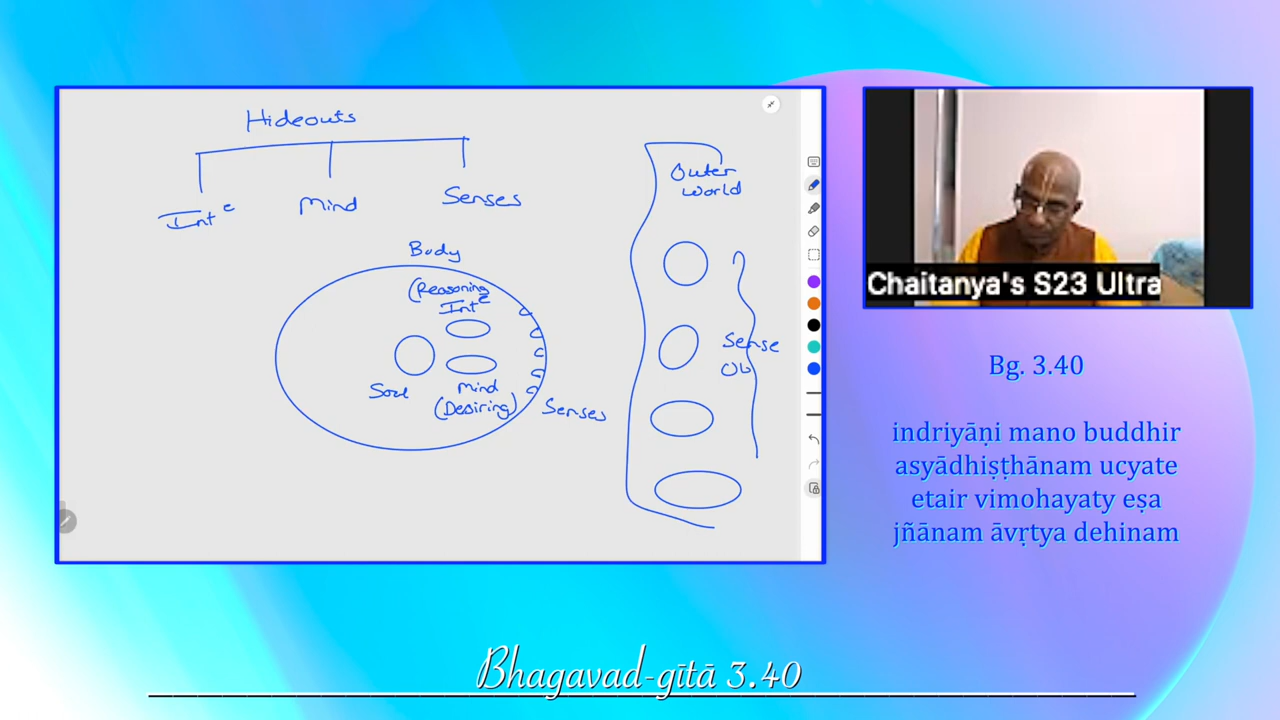 Hideouts
Int^e
Mind
Senses
Body
(Reasoning
Int^e
Soul
Mind
(Desiring)
Senses
Outer
World
Sense
Ob
Chaitanya's S23 Ultra
Bg. 3.40
indriyāṇi mano buddhir
asyādhiṣṭhānam ucyate
etair vimohayaty eṣa
jñānam āvṛtya dehinam
Bhagavad-gītā 3.40